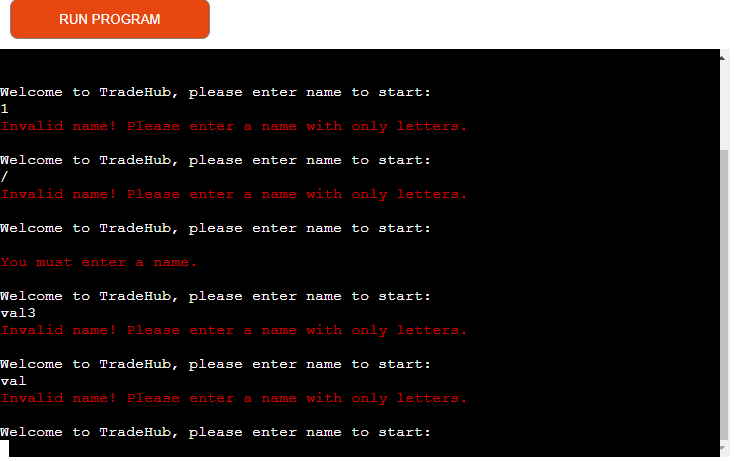 RUN PROGRAM
Welcome to TradeHub, please enter name to start:
1
Invalid name! Please enter a name with only letters.
Welcome to TradeHub, please enter name to start:
/
Invalid name! Please enter a name with only letters.
Welcome to TradeHub, please enter name to start:
You must enter a name.
Welcome to TradeHub, please enter name to start:
val3
Invalid name! Please enter a name with only letters.
Welcome to TradeHub, please enter name to start:
val
Invalid name! Please enter a name with only letters.
Welcome to TradeHub, please enter name to start: